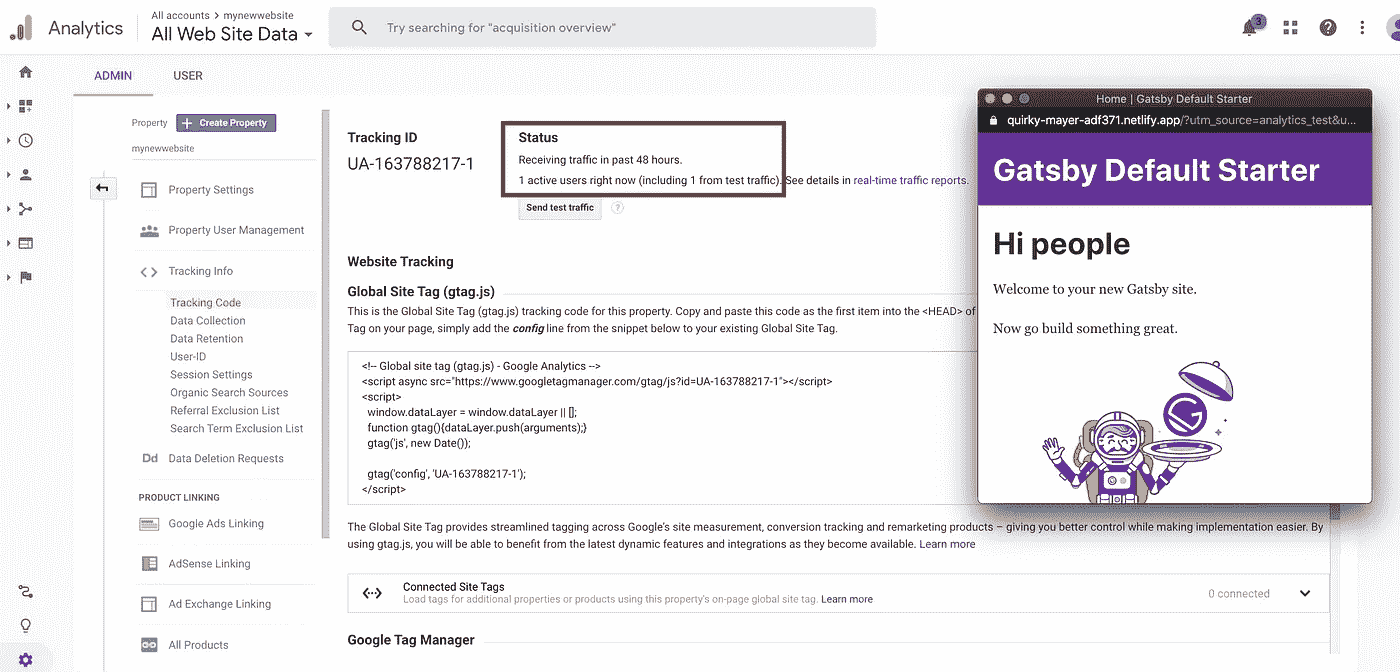 Analytics
All accounts > mynewwebsite
All Web Site Data
Try searching for "acquisition overview"
3
ADMIN
USER
Property
Create Property
mynewwebsite
Property Settings
Property User Management
Tracking Info
Tracking Code
Data Collection
Data Retention
User-ID
Session Settings
Organic Search Sources
Referral Exclusion List
Search Term Exclusion List
Dd Data Deletion Requests
PRODUCT LINKING
Google Ads Linking
AdSense Linking
Ad Exchange Linking
All Products
Tracking ID
UA-163788217-1
Status
Receiving traffic in past 48 hours.
1 active users right now (including 1 from test traffic). See details in real-time traffic reports.
Send test traffic
?
Website Tracking
Global Site Tag (gtag.js)
This is the Global Site Tag (gtag.js) tracking code for this property. Copy and paste this code as the first item into the <HEAD> of
Tag on your page, simply add the config line from the snippet below to your existing Global Site Tag.
<!-- Global site tag (gtag.js) - Google Analytics -->
<script async src="https://www.googletagmanager.com/gtag/js?id=UA-163788217-1"></script>
<script>
window.dataLayer = window.dataLayer || [];
function gtag(){dataLayer.push(arguments);}
gtag('js', new Date());
gtag('config', 'UA-163788217-1');
</script>
The Global Site Tag provides streamlined tagging across Google's site measurement, conversion tracking and remarketing products – giving you better control while making implementation easier. By
using gtag.js, you will be able to benefit from the latest dynamic features and integrations as they become available. Learn more
Connected Site Tags
Load tags for additional properties or products using this property's on-page global site tag. Learn more
0 connected
Google Tag Manager
Home | Gatsby Default Starter
quirky-mayer-adf371.netlify.app/?utm_source=analytics_test&u...
Gatsby Default Starter
Hi people
Welcome to your new Gatsby site.
Now go build something great.